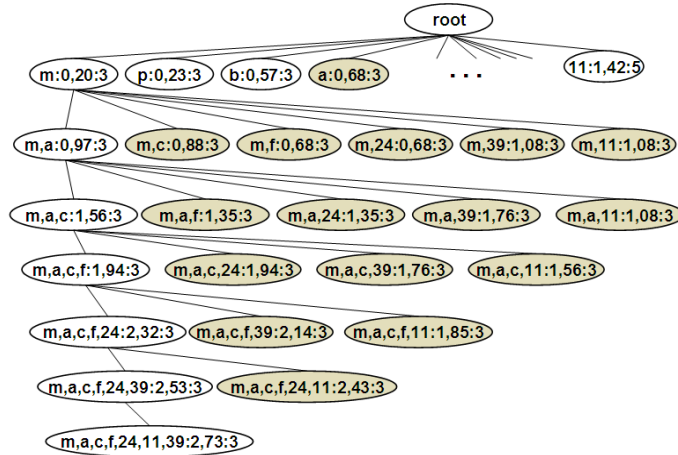 root
m:0,20:3 p:0,23:3 b:0,57:3 a:0,68:3 ... 11:1,42:5
m,a:0,97:3 m,c:0,88:3 m,f:0,68:3 m,24:0,68:3 m,39:1,08:3 m,11:1,08:3
m,a,c:1,56:3 m,a,f:1,35:3 m,a,24:1,35:3 m,a,39:1,76:3 m,a,11:1,08:3
m,a,c,f:1,94:3 m,a,c,24:1,94:3 m,a,c,39:1,76:3 m,a,c,11:1,56:3
m,a,c,f,24:2,32:3 m,a,c,f,39:2,14:3 m,a,c,f,11:1,85:3
m,a,c,f,24,39:2,53:3 m,a,c,f,24,11:2,43:3
m,a,c,f,24,11,39:2,73:3